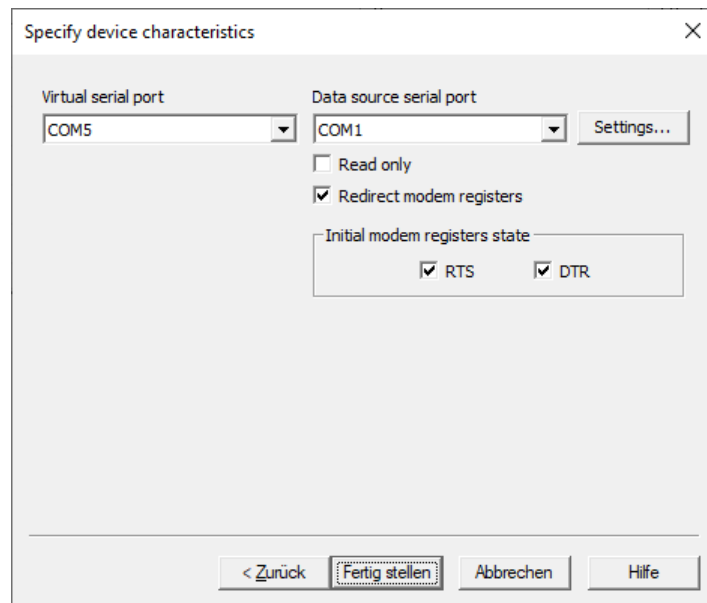 Specify device characteristics
Virtual serial port
Data source serial port
COM5
COM1
Settings...
Read only
Redirect modem registers
Initial modem registers state
RTS
DTR
< Zurück
Fertig stellen
Abbrechen
Hilfe